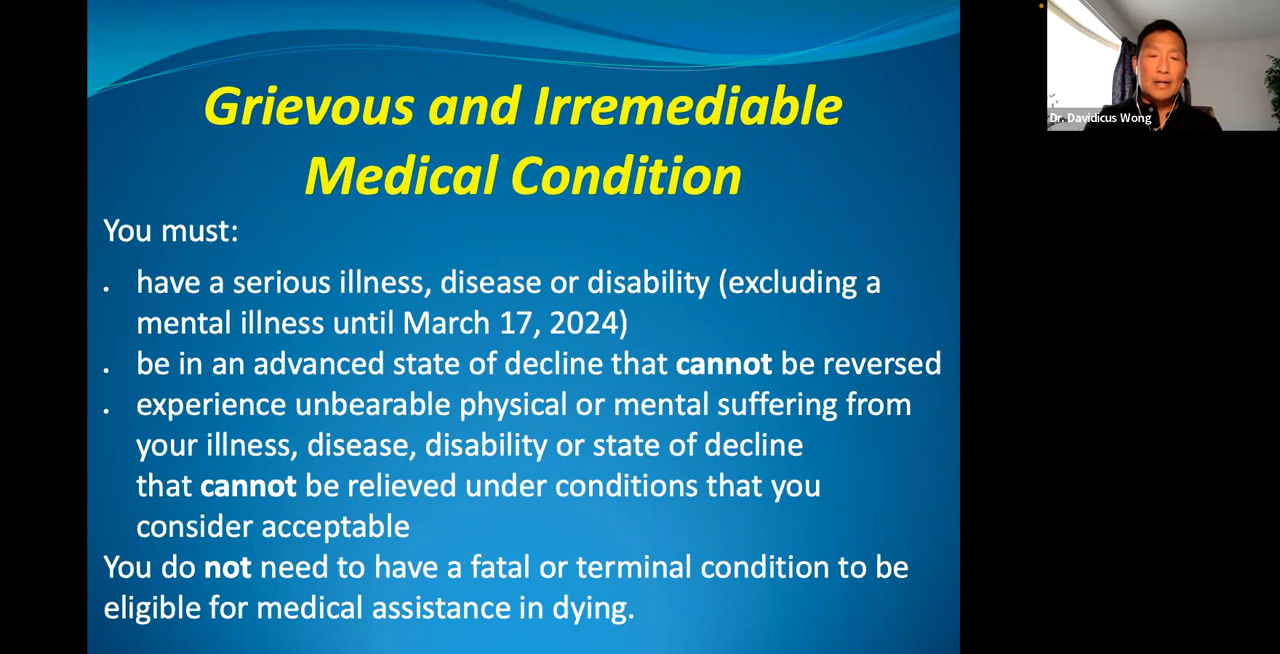 Grievous and Irremediable
Medical Condition
You must:
• have a serious illness, disease or disability (excluding a
mental illness until March 17, 2024)
• be in an advanced state of decline that cannot be reversed
• experience unbearable physical or mental suffering from
your illness, disease, disability or state of decline
that cannot be relieved under conditions that you
consider acceptable
You do not need to have a fatal or terminal condition to be
eligible for medical assistance in dying.
Dr. Davidicus Wong